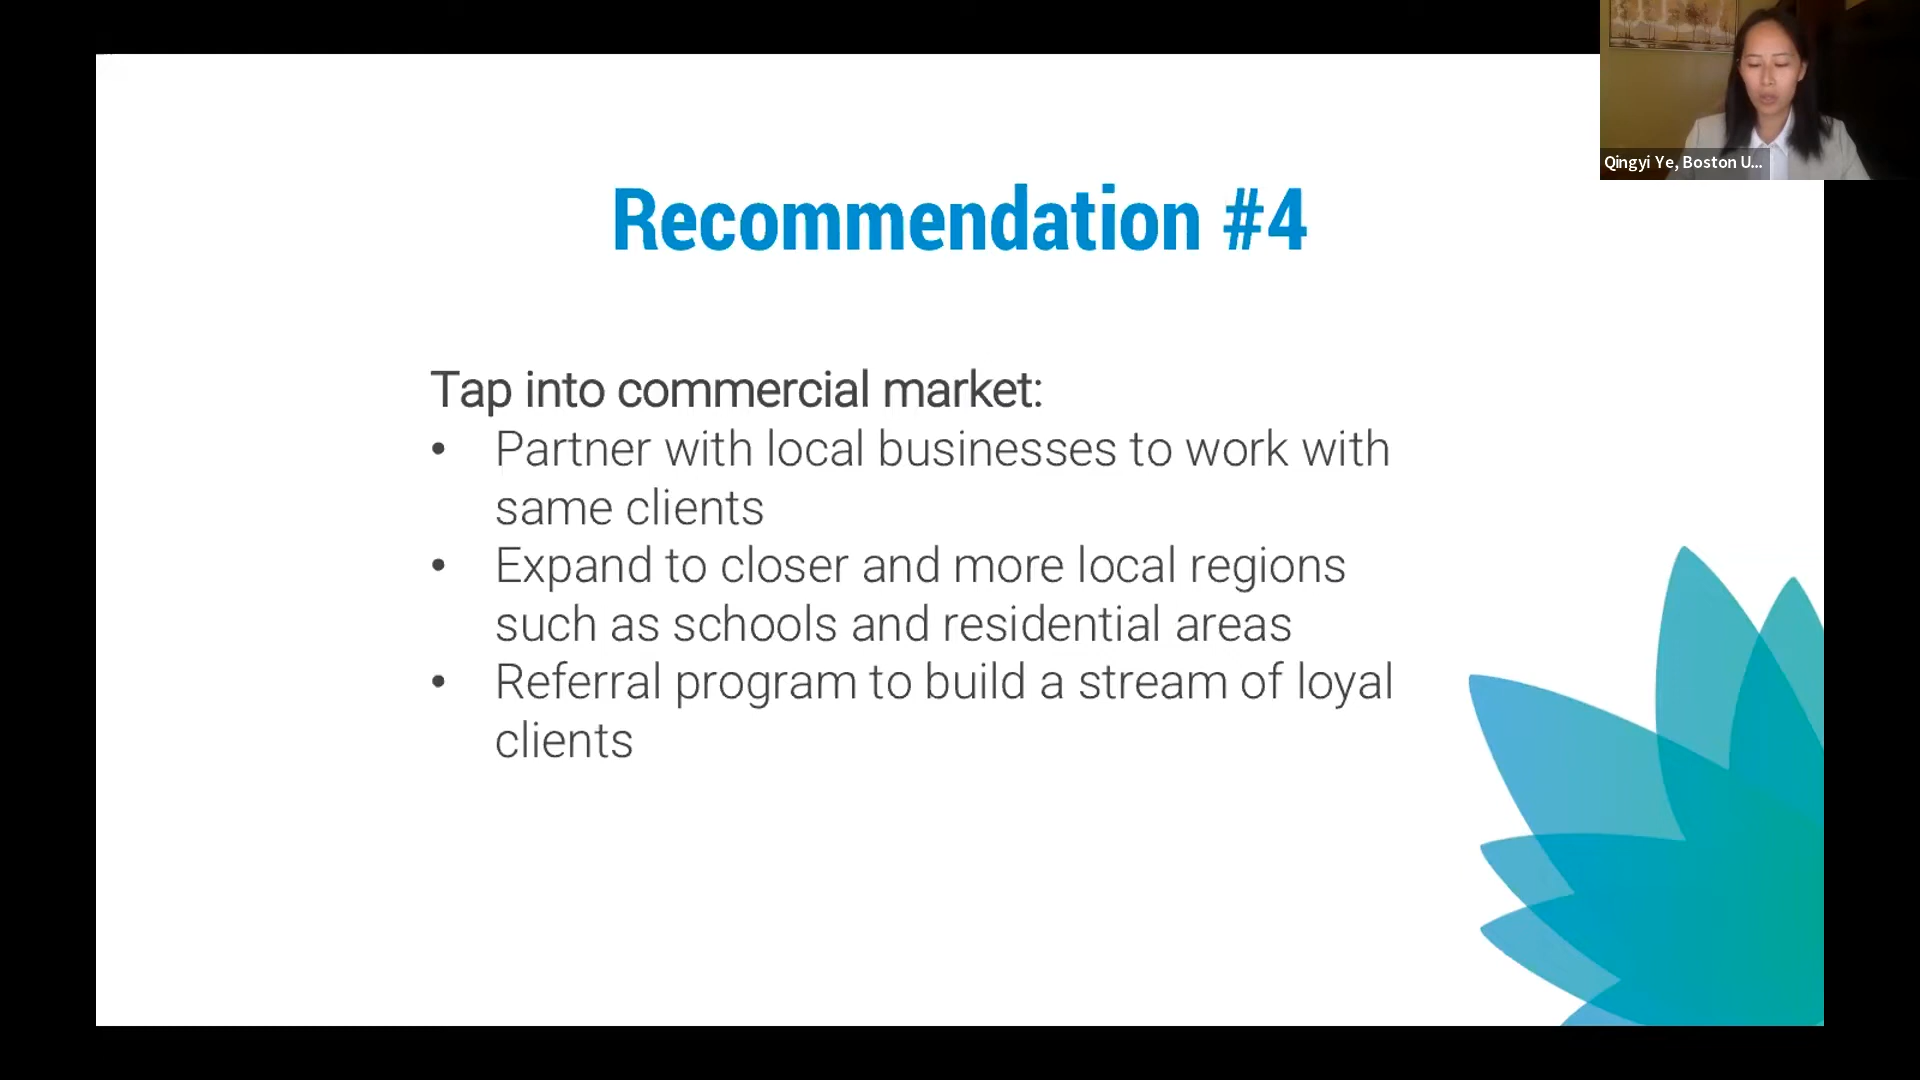 Qingyi Ye, Boston U...
Recommendation #4
Tap into commercial market:
• Partner with local businesses to work with
same clients
• Expand to closer and more local regions
such as schools and residential areas
• Referral program to build a stream of loyal
clients